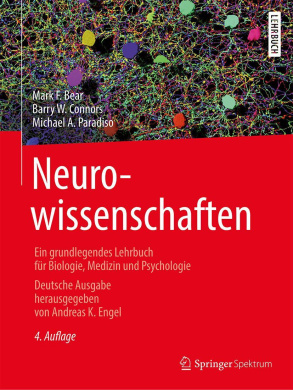 LEHRBUCH
Mark F. Bear
Barry W. Connors
Michael A. Paradiso
Neuro-
wissenschaften
Ein grundlegendes Lehrbuch
für Biologie, Medizin und Psychologie
Deutsche Ausgabe
herausgegeben
von Andreas K. Engel
4. Auflage
Springer Spektrum